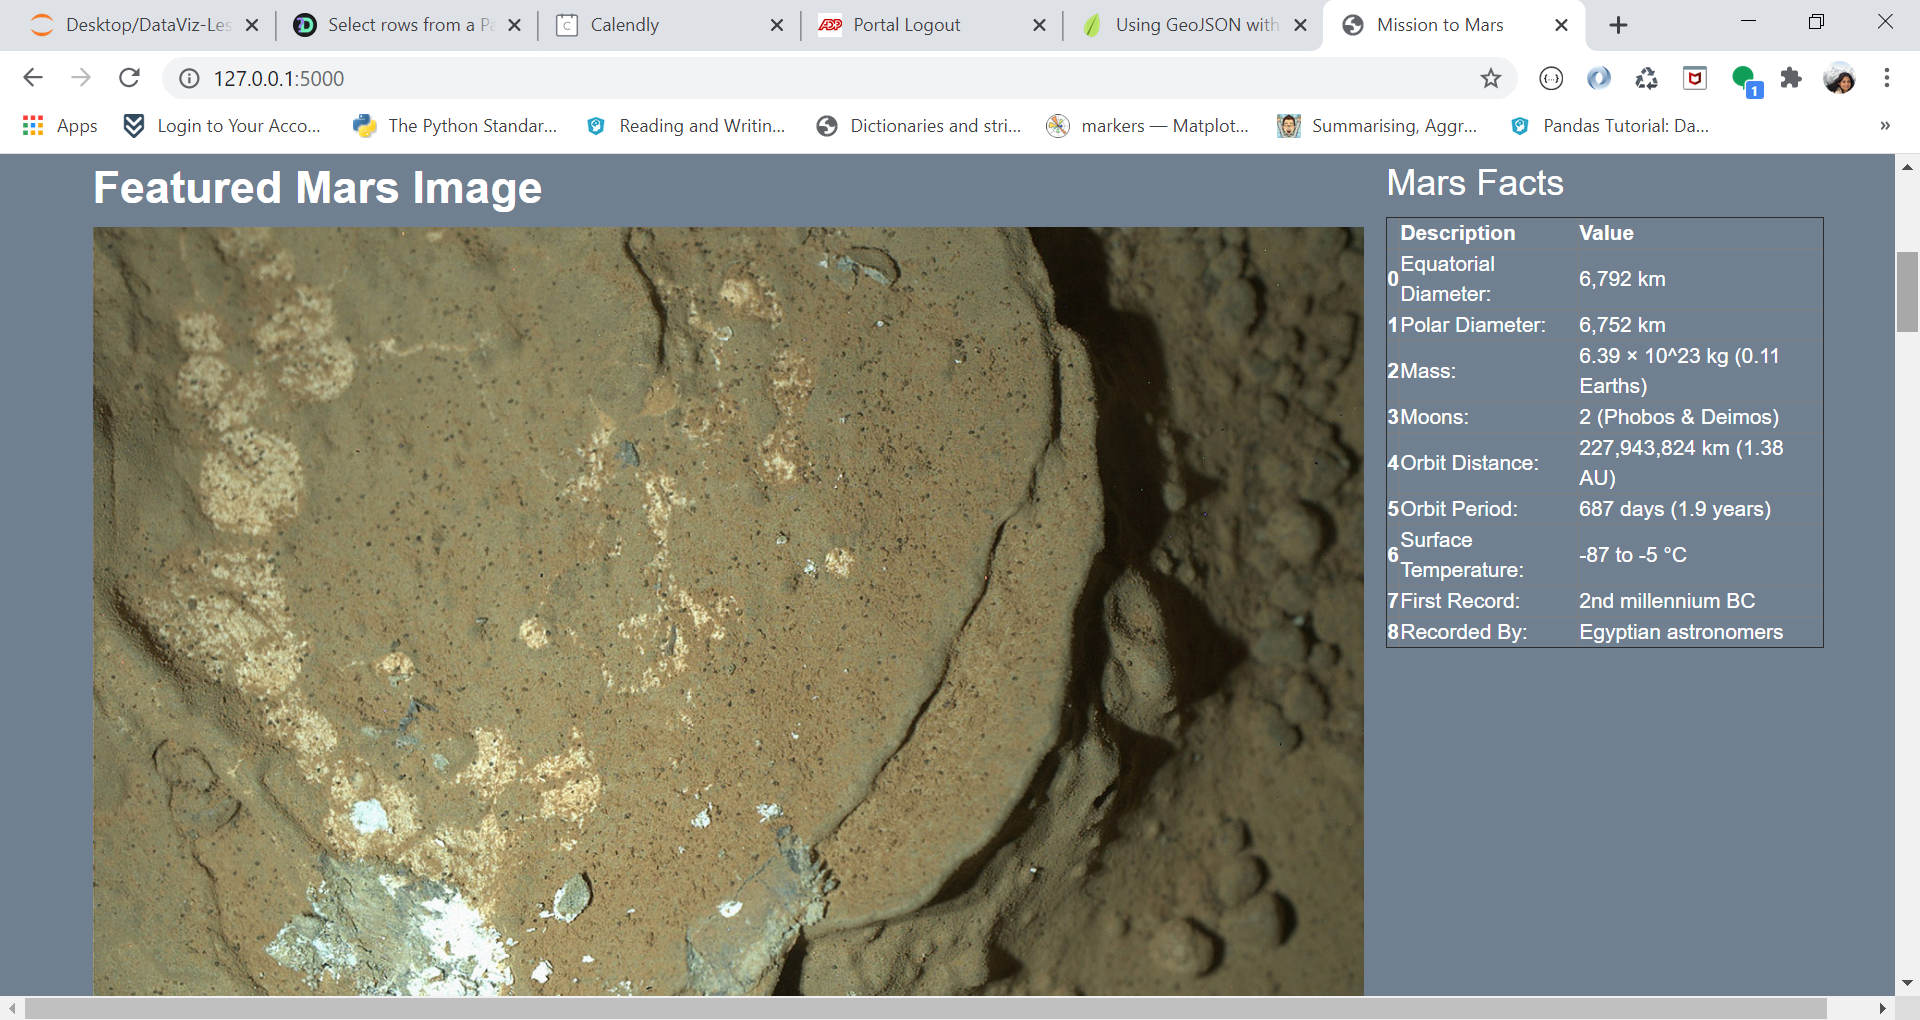 Desktop/DataViz-Les
Select rows from a Pa
Calendly
ADP Portal Logout
Using GeoJSON with
Mission to Mars
127.0.0.1:5000
1
Apps
Login to Your Acco...
The Python Standar...
Reading and Writin...
Dictionaries and stri...
markers — Matplot...
Summarising, Aggr...
Pandas Tutorial: Da...
»
Featured Mars Image
Mars Facts
Description Value
0 Equatorial
Diameter: 6,792 km
1 Polar Diameter: 6,752 km
2 Mass: 6.39 × 10^23 kg (0.11
Earths)
3 Moons: 2 (Phobos & Deimos)
4 Orbit Distance: 227,943,824 km (1.38
AU)
5 Orbit Period: 687 days (1.9 years)
6 Surface
Temperature: -87 to -5 °C
7 First Record: 2nd millennium BC
8 Recorded By: Egyptian astronomers